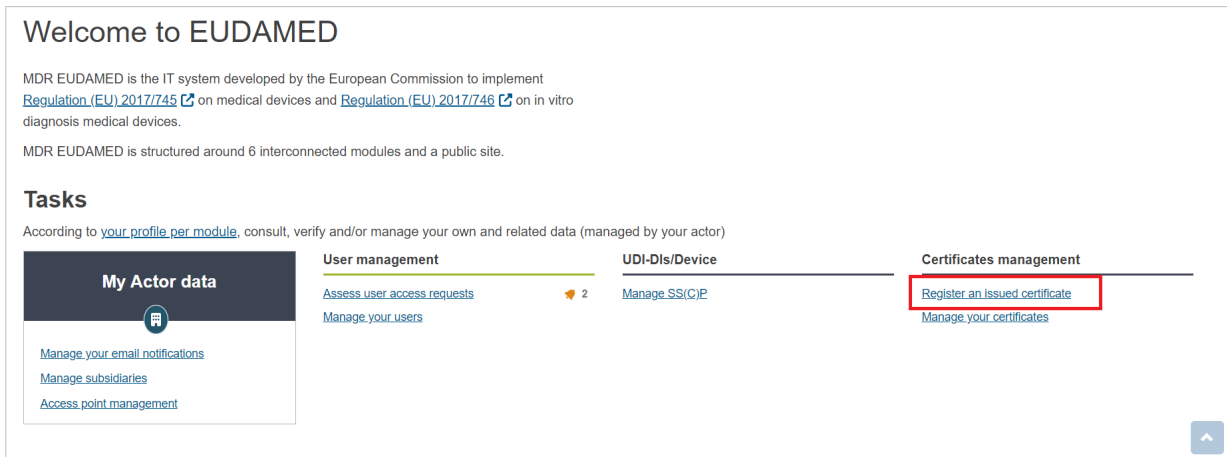 Welcome to EUDAMED
MDR EUDAMED is the IT system developed by the European Commission to implement
Regulation (EU) 2017/745 on medical devices and Regulation (EU) 2017/746 on in vitro
diagnosis medical devices.
MDR EUDAMED is structured around 6 interconnected modules and a public site.
Tasks
According to your profile per module, consult, verify and/or manage your own and related data (managed by your actor)
My Actor data
Manage your email notifications
Manage subsidiaries
Access point management
User management
Assess user access requests 2
Manage your users
UDI-DIs/Device
Manage SS(C)P
Certificates management
Register an issued certificate
Manage your certificates